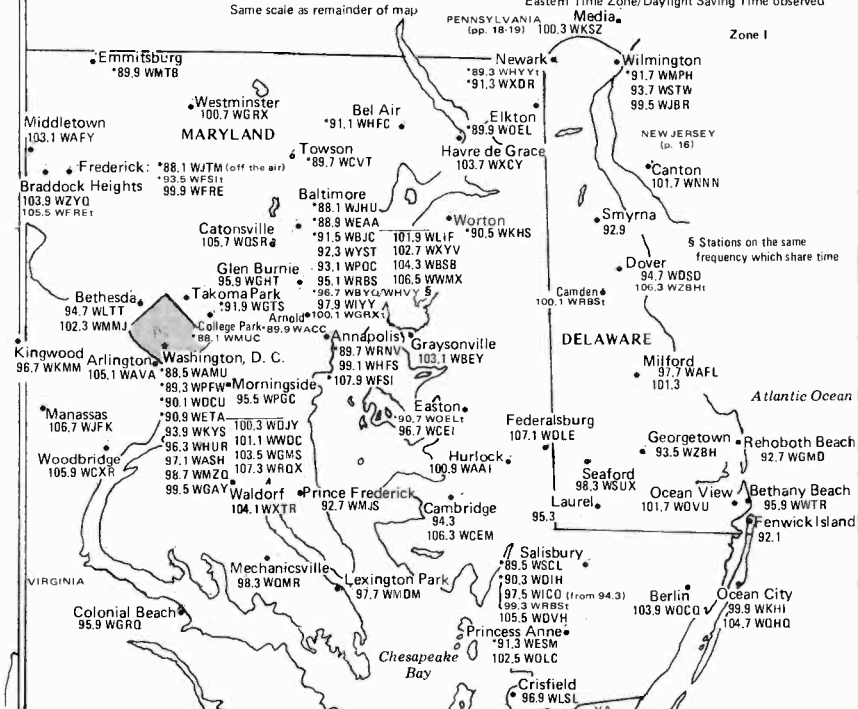 Eastern Time Zone/Daylight Saving Time observed
Same scale as remainder of map
PENNSYLVANIA
(pp. 18-19)
Media
100.3 WKSZ
Zone I
Emmitsburg
*89.9 WMTB
Newark
*89.3 WHYYt
*91.3 WXDR
Wilmington
*91.7 WMPH
93.7 WSTW
99.5 WJBR
Westminster
100.7 WGRX
MARYLAND
Bel Air
*91.1 WHFC
Elkton
*89.9 WOEL
Havre de Grace
103.7 WXCY
NEW JERSEY
(p. 16)
Middletown
103.1 WAFY
Towson
*89.7 WCVT
Canton
101.7 WNNN
Frederick: *88.1 WJTM (off the air)
*93.5 WFSIt
99.9 WFRE
Braddock Heights
103.9 WZYQ
105.5 WFREt
Baltimore
*88.1 WJHU
*88.9 WEAA
*91.5 WBJC
92.3 WYST
93.1 WPOC
95.1 WRBS
*96.7 WBYQ/WHVY §
97.9 WIYY
100.1 WGRXt
101.9 WLIF
102.7 WXYV
104.3 WBSB
106.5 WWMX
Catonsville
105.7 WQSR
Worton
*90.5 WKHS
Smyrna
92.9
§ Stations on the same
frequency which share time
Glen Burnie
95.9 WGHT
Dover
94.7 WDSD
106.3 WZBHt
Camden
100.1 WRBSt
Bethesda
94.7 WLTT
102.3 WMMJ
Takoma Park
*91.9 WGTS
Arnold
*89.9 WACC
College Park
*88.1 WMUC
DELAWARE
Annapolis
*89.7 WRNV
99.1 WHFS
107.9 WFSI
Graysonville
103.1 WBEY
Kingwood
96.7 WKMM
Arlington
105.1 WAVA
Washington, D. C.
*88.5 WAMU
*89.3 WPFW
*90.1 WDCU
*90.9 WETA
93.9 WKYS
96.3 WHUR
97.1 WASH
98.7 WMZQ
99.5 WGAY
100.3 WDJY
101.1 WWDC
103.5 WGMS
107.3 WRQX
Morningside
95.5 WPGC
Milford
97.7 WAFL
101.3
Atlantic Ocean
Manassas
106.7 WJFK
Easton
*90.7 WOELt
96.7 WCEI
Federalsburg
107.1 WDLE
Georgetown
93.5 WZBH
Rehoboth Beach
92.7 WGMD
Woodbridge
105.9 WCXR
Hurlock
100.9 WAAI
Seaford
98.3 WSUX
Waldorf
104.1 WXTR
Prince Frederick
92.7 WMJS
Cambridge
94.3
106.3 WCEM
Laurel
95.3
Ocean View
101.7 WOVU
Bethany Beach
95.9 WWTR
Fenwick Island
92.1
Mechanicsville
98.3 WQMR
Salisbury
*89.5 WSCL
*90.3 WDIH
97.5 WICO (from 94.3)
99.3 WRBSt
105.5 WDVH
VIRGINIA
Lexington Park
97.7 WMDM
Berlin
103.9 WOCQ
Ocean City
99.9 WKHI
104.7 WQHQ
Colonial Beach
95.9 WGRQ
Princess Anne
*91.3 WESM
102.5 WOLC
Chesapeake
Bay
Crisfield
96.9 WLSL
VA